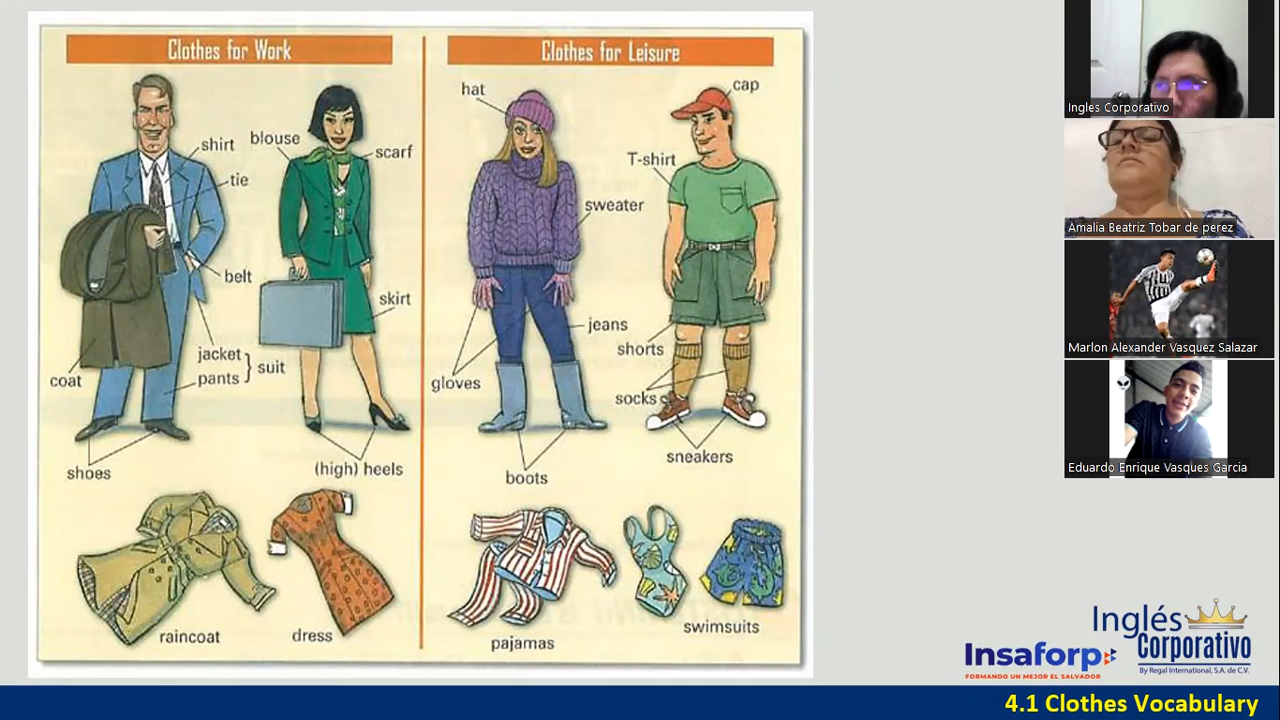 Clothes for Work
shirt
blouse
scarf
tie
belt
skirt
jacket
pants
suit
coat
shoes
(high) heels
raincoat
dress
Clothes for Leisure
hat
cap
T-shirt
sweater
jeans
shorts
gloves
socks
sneakers
boots
pajamas
swimsuits
Ingles Corporativo
Amalia Beatriz Tobar de perez
Marlon Alexander Vasquez Salazar
Eduardo Enrique Vasques Garcia
Insaforp
FORMANDO UN MEJOR EL SALVADOR
Inglés
Corporativo
By Regal International, S.A. de C.V.
4.1 Clothes Vocabulary